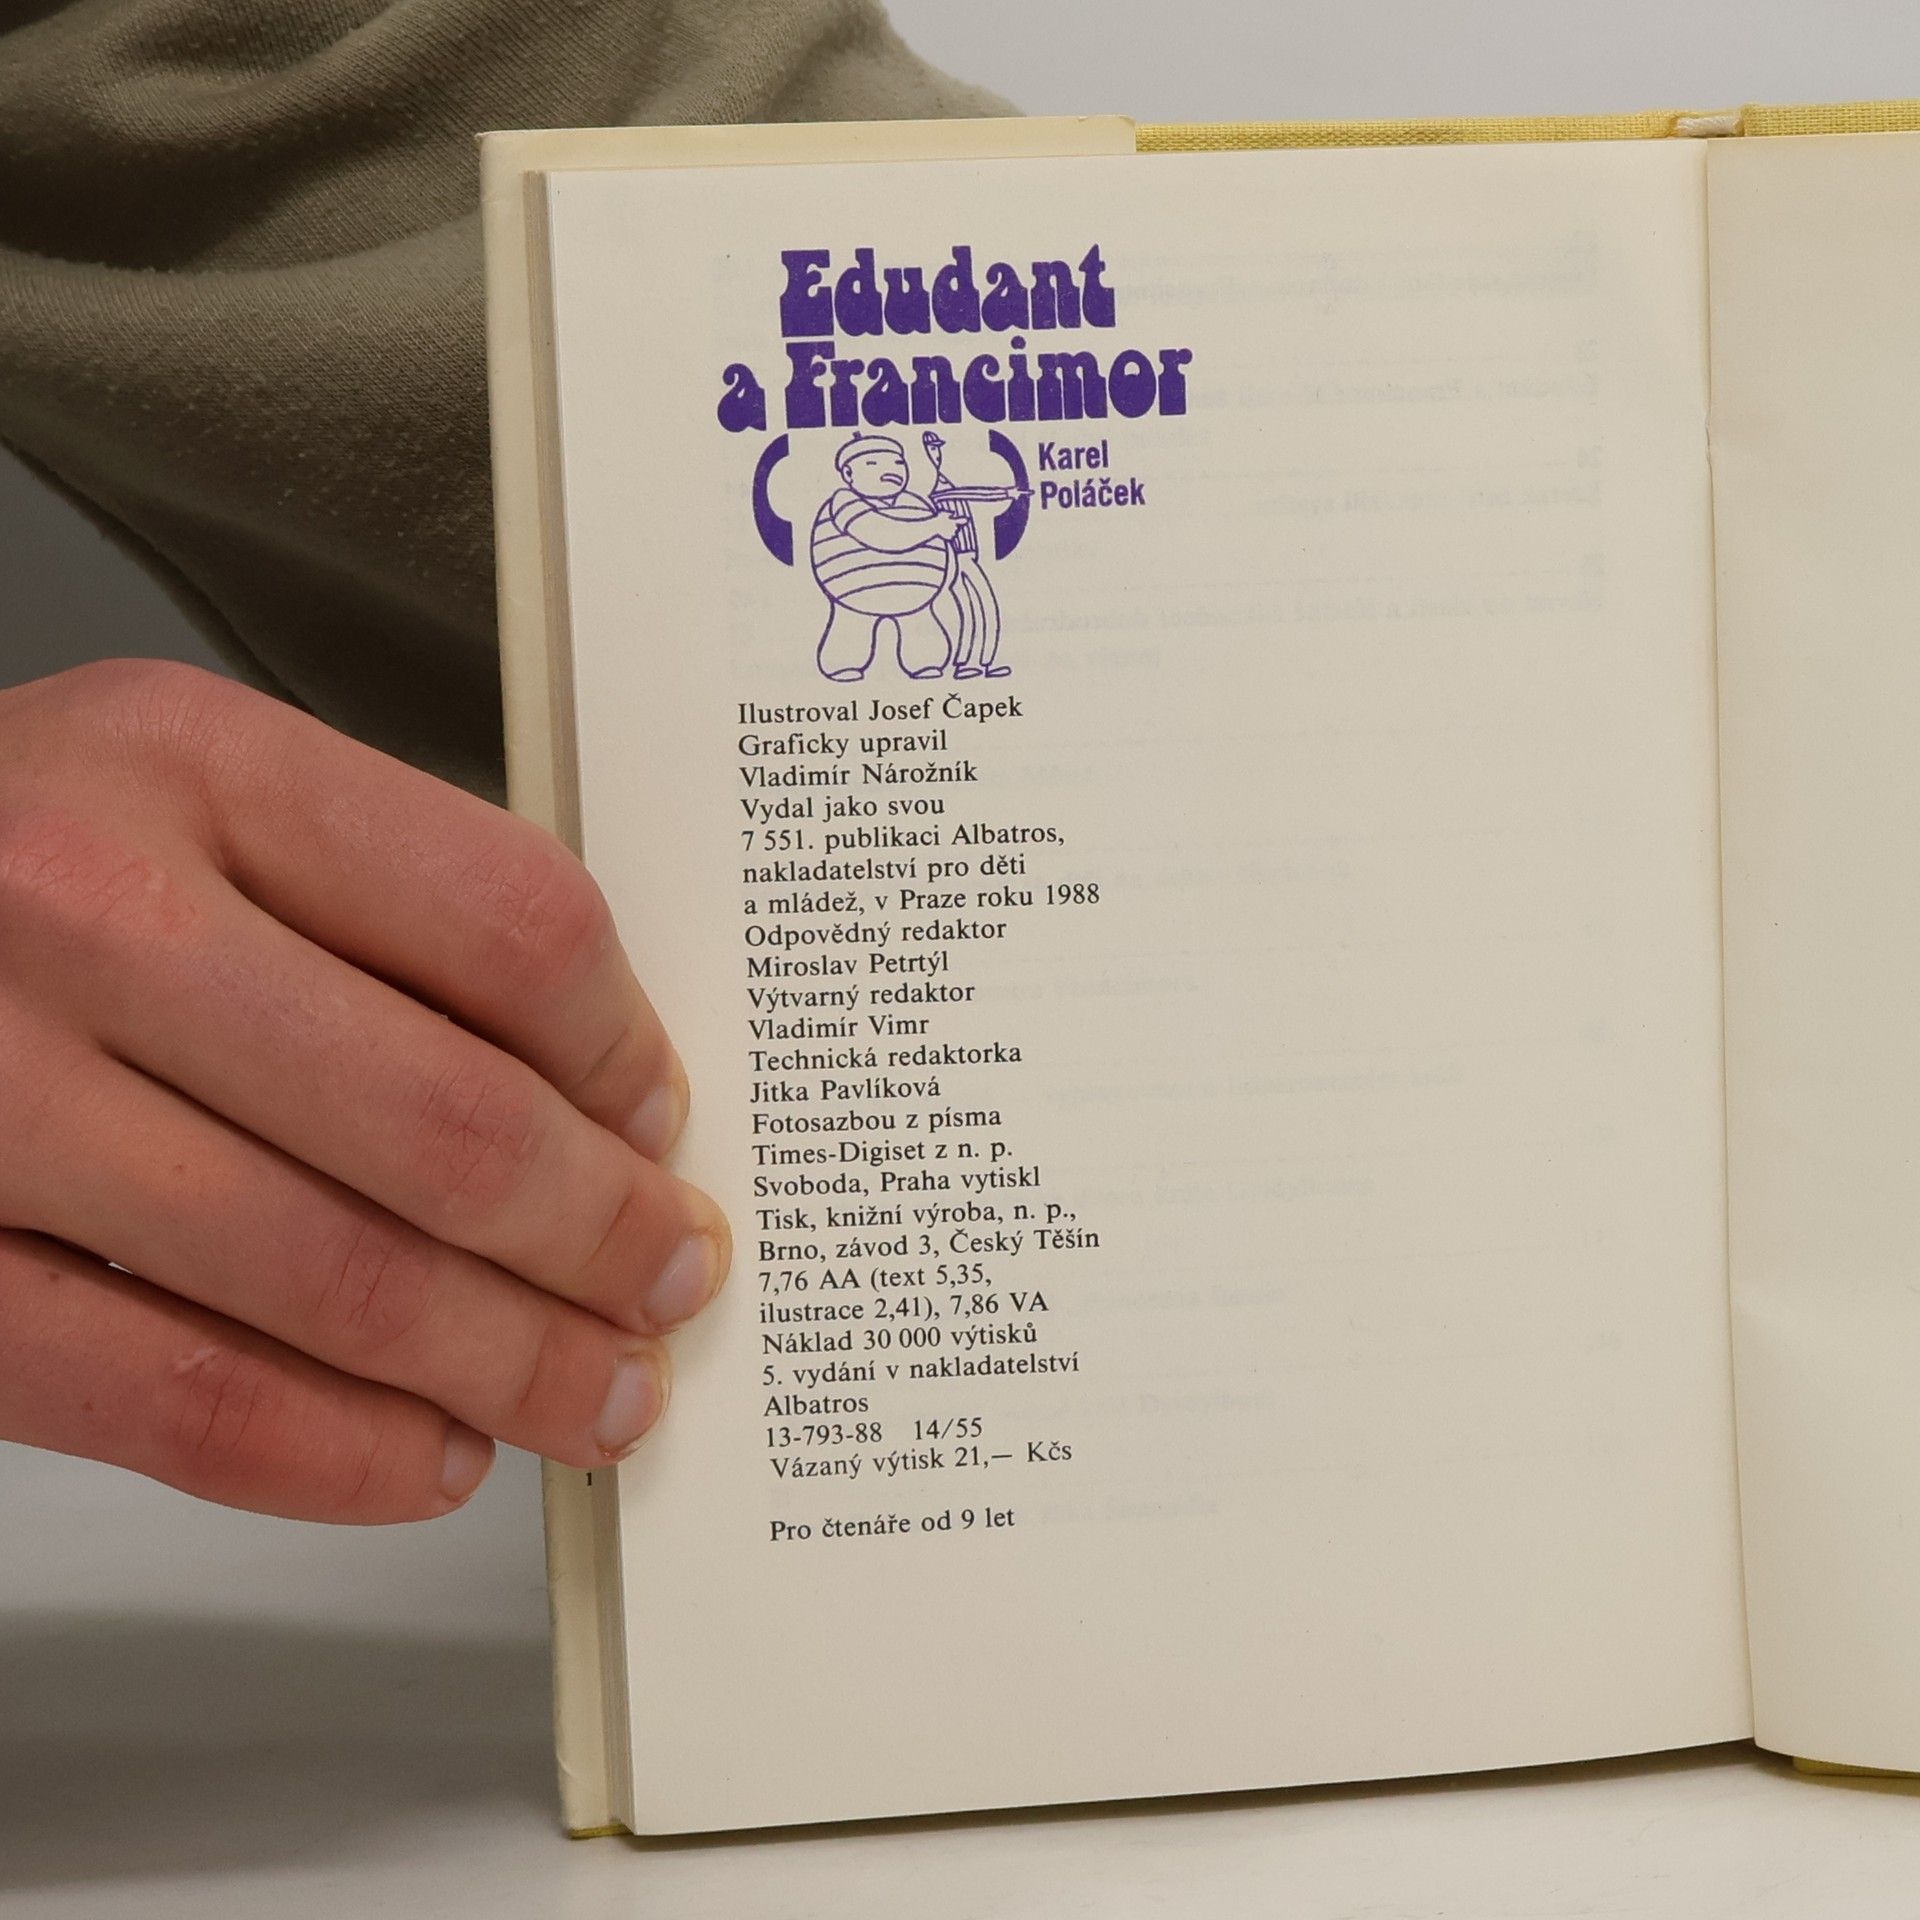 Edudant
a Francimor
Karel
Poláček
Ilustroval Josef Čapek
Graficky upravil
Vladimír Nárožník
Vydal jako svou
7 551. publikaci Albatros,
nakladatelství pro děti
a mládež, v Praze roku 1988
Odpovědný redaktor
Miroslav Petrtýl
Výtvarný redaktor
Vladimír Vimr
Technická redaktorka
Jitka Pavlíková
Fotosazbou z písma
Times-Digiset z n. p.
Svoboda, Praha vytiskl
Tisk, knižní výroba, n. p.,
Brno, závod 3, Český Těšín
7,76 AA (text 5,35,
ilustrace 2,41), 7,86 VA
Náklad 30 000 výtisků
5. vydání v nakladatelství
Albatros
13-793-88 14/55
Vázaný výtisk 21,— Kčs
Pro čtenáře od 9 let